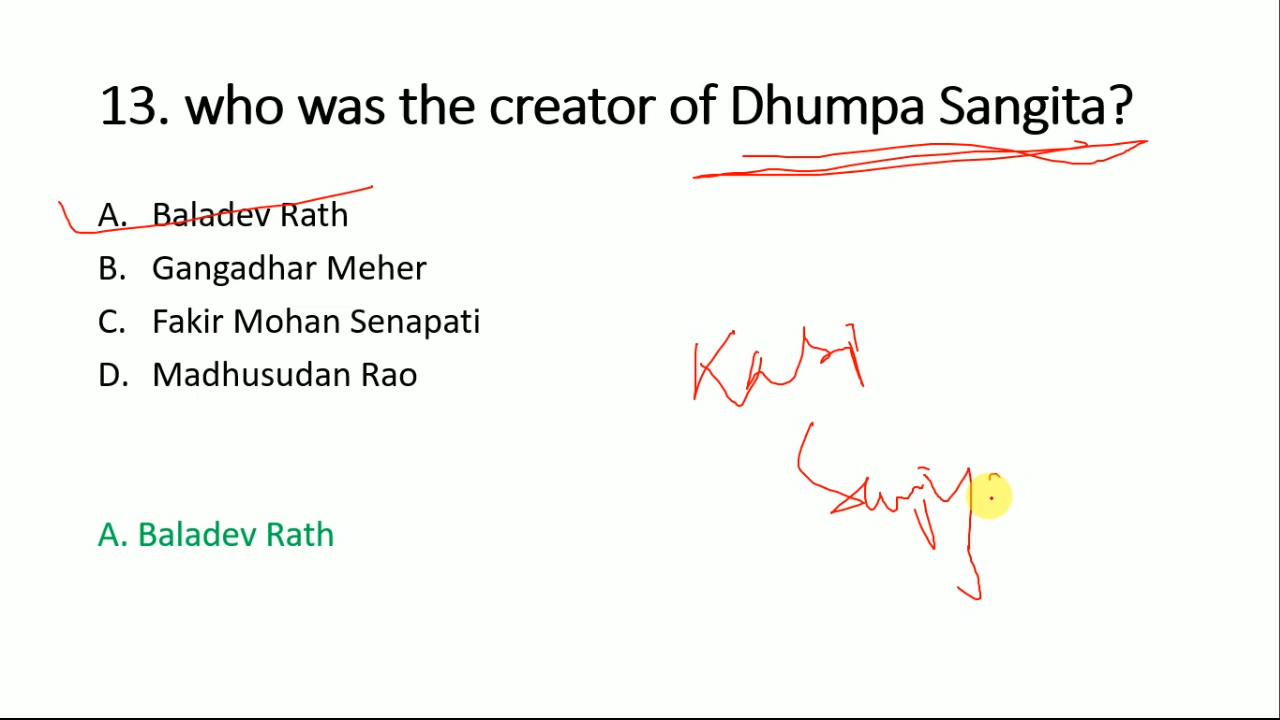 13. who was the creator of Dhumpa Sangita?
A. Baladev Rath
B. Gangadhar Meher
C. Fakir Mohan Senapati
D. Madhusudan Rao
Kabi
A. Baladev Rath